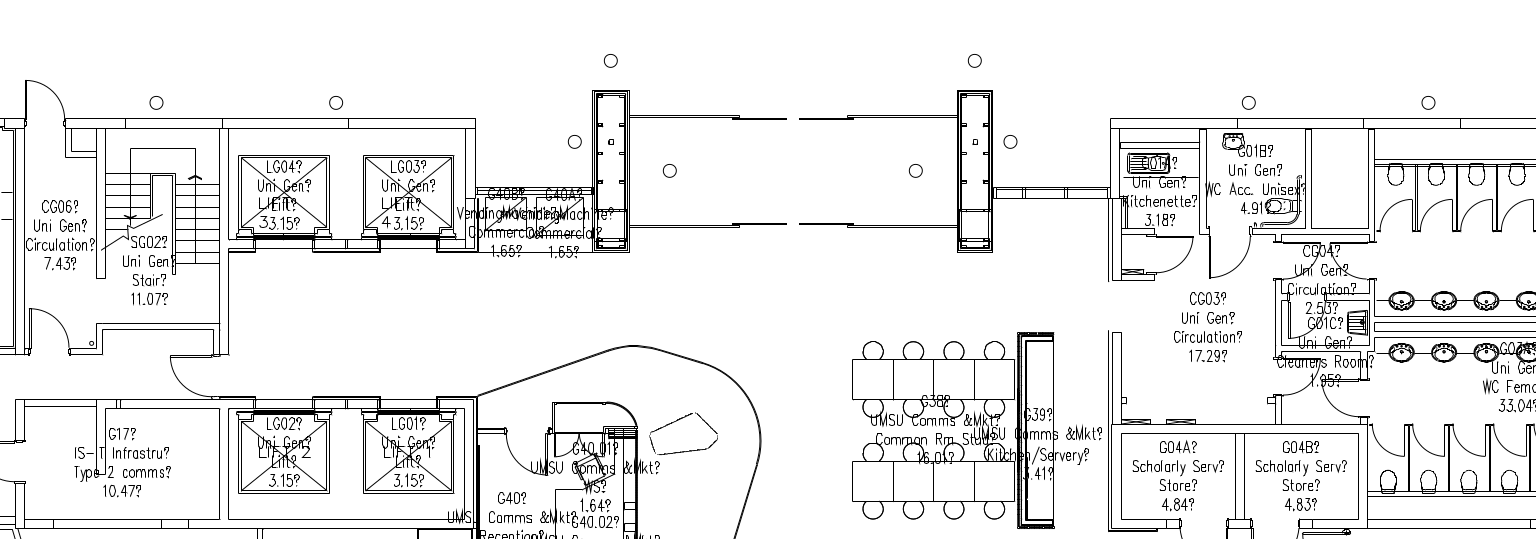 CG06?
Uni Gen?
Circulation?
7.43?
SG02?
Uni Gen?
Stair?
11.07?
LG04?
Uni Gen?
Lift?
3.15?
LG03?
Uni Gen?
Lift?
3.15?
G40B?
Vending Machine?
Commercial?
1.65?
G40A?
Vending Machine?
Commercial?
1.65?
G01A?
Uni Gen?
Kitchenette?
3.18?
G01B?
Uni Gen?
WC Acc. Unisex?
4.91?
CG03?
Uni Gen?
Circulation?
17.29?
CG04?
Uni Gen?
Circulation?
2.53?
G01C?
Uni Gen?
Cleaners Room?
1.95?
Uni Gen
WC Fema
33.04?
G17?
IS-IT Infrastru?
Type 2 comms?
10.47?
LG02?
Uni Gen?
Lift?
3.15?
LG01?
Uni Gen?
Lift?
3.15?
G40.01?
UMSU Comms &Mkt?
WS?
1.64?
G40.02?
G40?
UMSU Comms &Mkt?
Reception?
G38?
UMSU Comms &Mkt?
Common Rm Stud?
16.01?
G39?
UMSU Comms &Mkt?
Kitchen/Servery?
3.41?
G04A?
Scholarly Serv?
Store?
4.84?
G04B?
Scholarly Serv?
Store?
4.83?